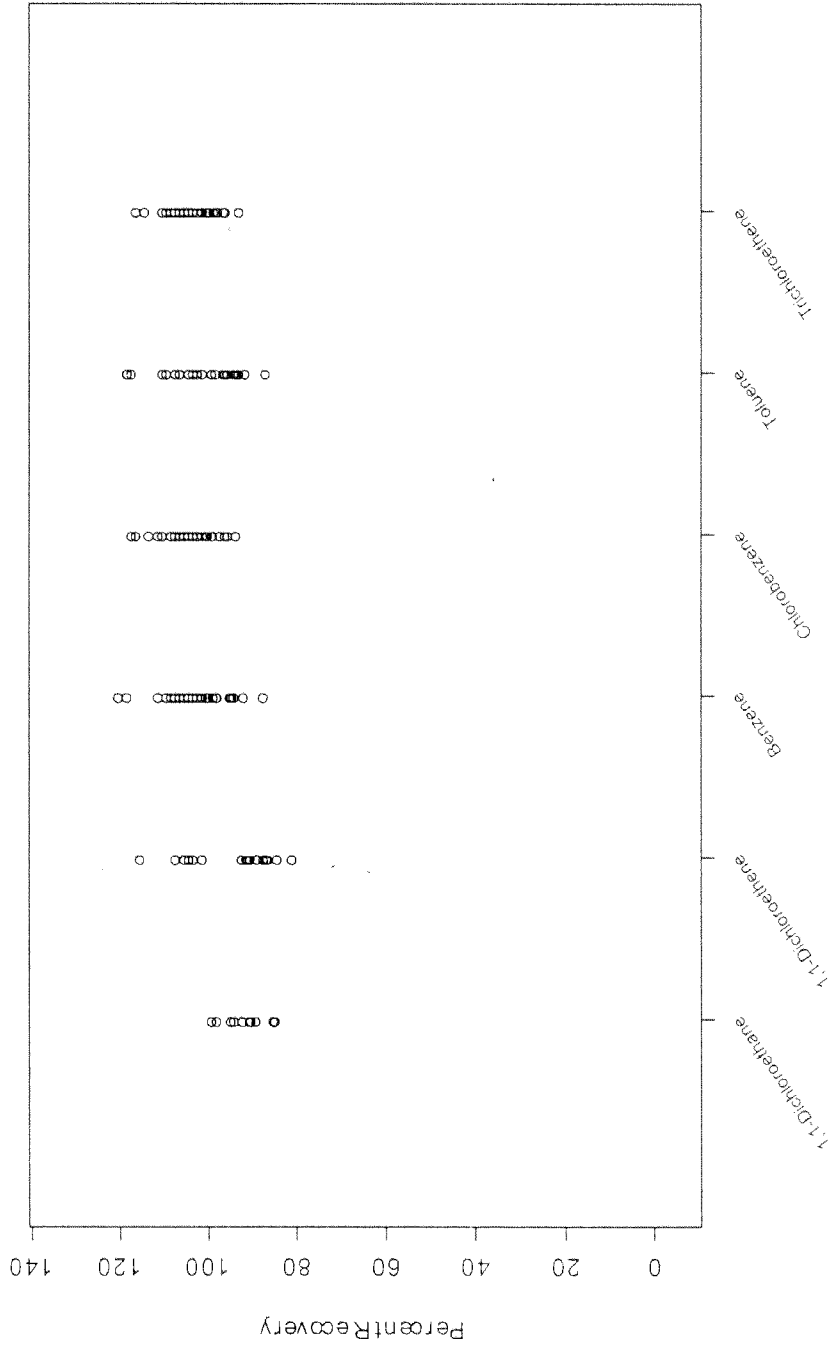 PercentRecovery
140
120
100
80
60
40
20
0
1,1-Dichloroethane
1,1-Dichloroethene
Benzene
Chlorobenzene
Toluene
Trichloroethene